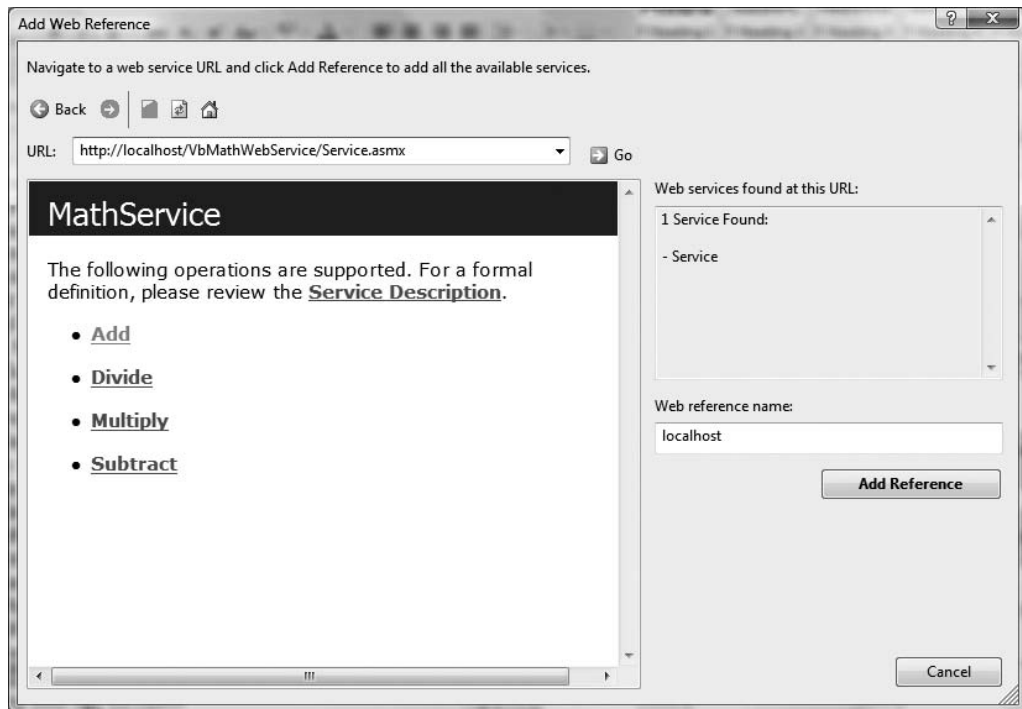 Add Web Reference
Navigate to a web service URL and click Add Reference to add all the available services.
Back
URL: http://localhost/VbMathWebService/Service.asmx Go
MathService
The following operations are supported. For a formal
definition, please review the Service Description.
• Add
• Divide
• Multiply
• Subtract
Web services found at this URL:
1 Service Found:
- Service
Web reference name:
localhost
Add Reference
Cancel